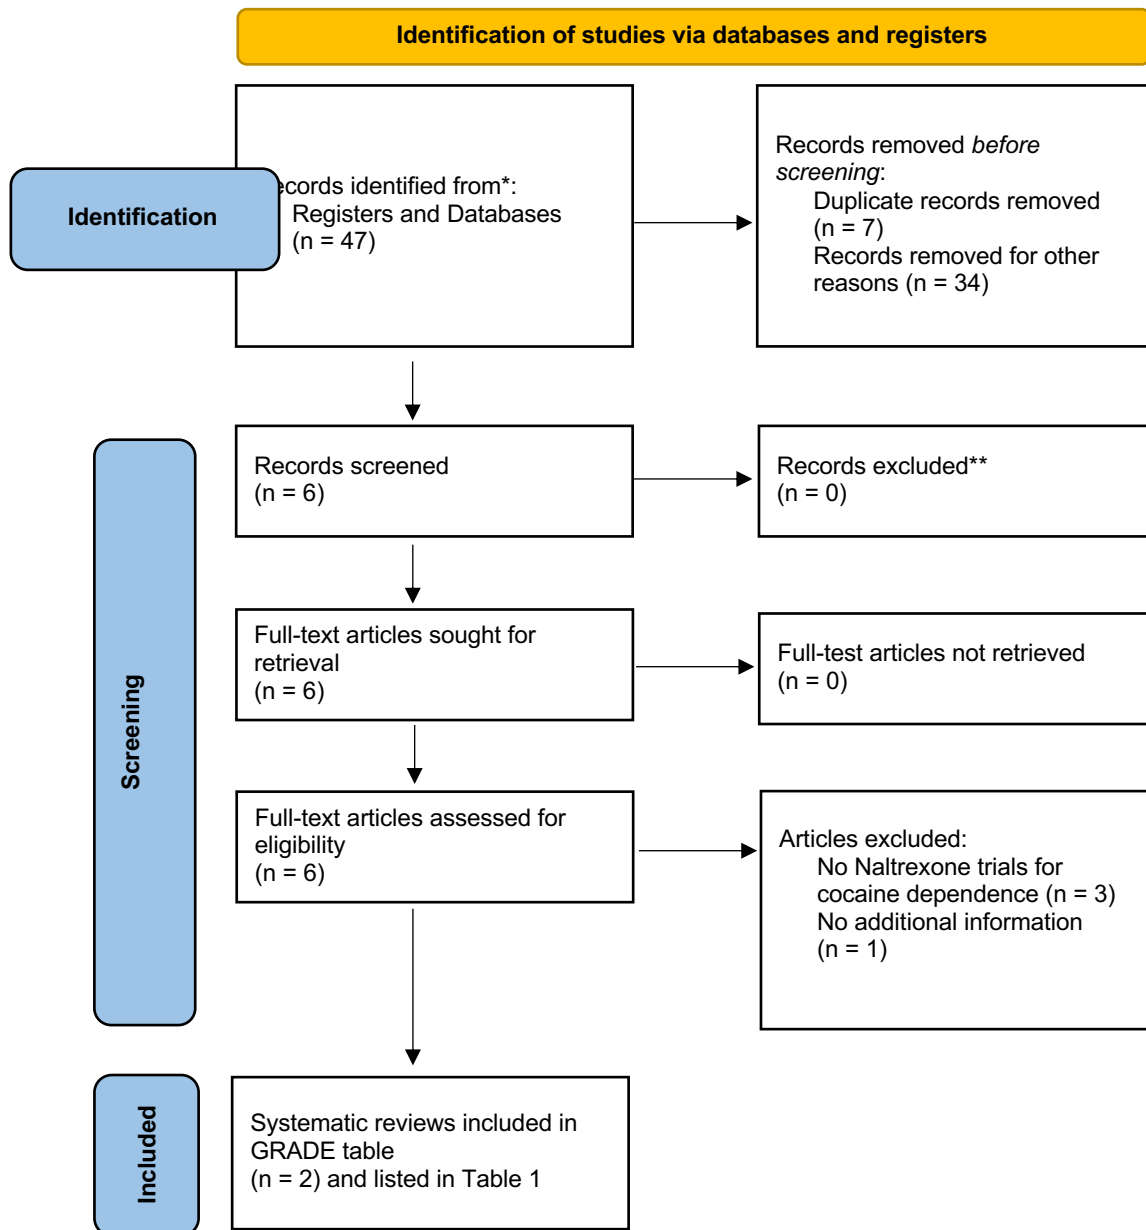 Identification of studies via databases and registers
Identification
ecords identified from*:
Registers and Databases
(n = 47)
Records removed before
screening:
Duplicate records removed
(n = 7)
Records removed for other
reasons (n = 34)
Screening
Records screened
(n = 6)
Records excluded**
(n = 0)
Full-text articles sought for
retrieval
(n = 6)
Full-test articles not retrieved
(n = 0)
Full-text articles assessed for
eligibility
(n = 6)
Articles excluded:
No Naltrexone trials for
cocaine dependence (n = 3)
No additional information
(n = 1)
Included
Systematic reviews included in
GRADE table
(n = 2) and listed in Table 1